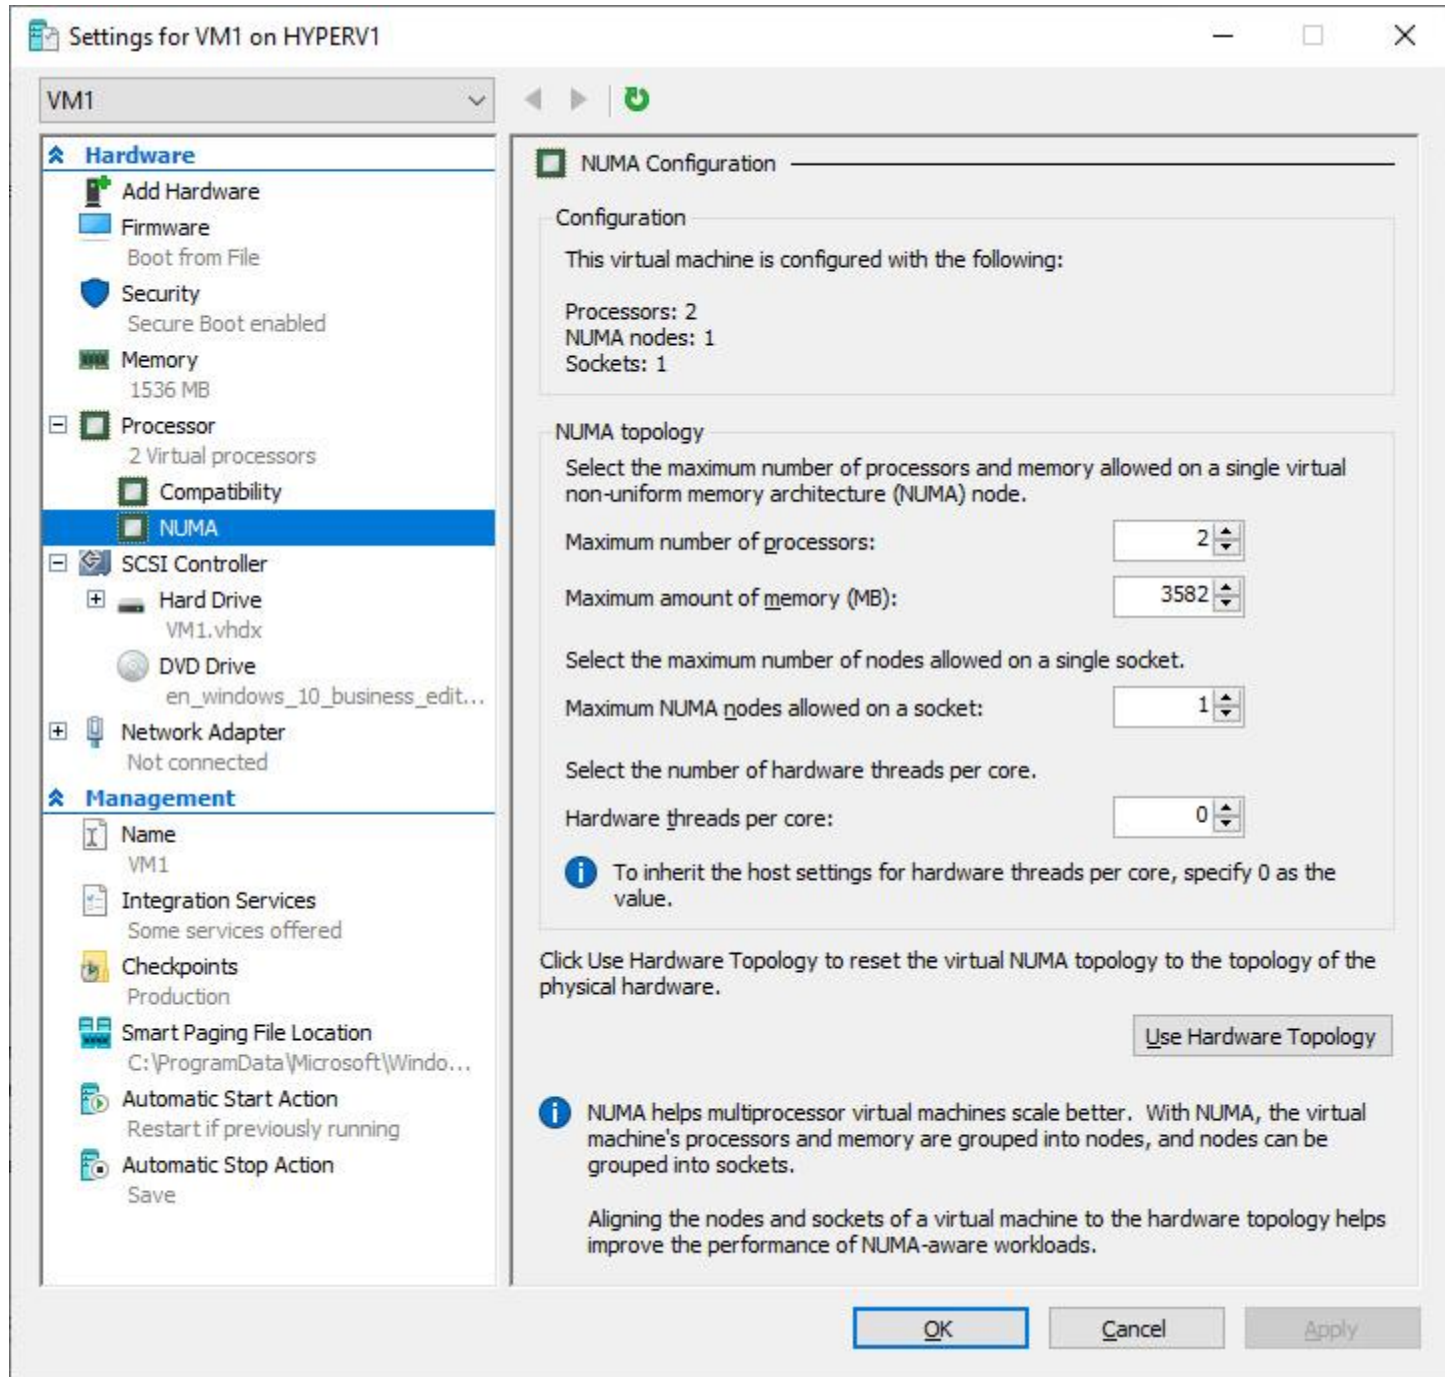 Settings for VM1 on HYPERV1
VM1
Hardware
Add Hardware
Firmware
Boot from File
Security
Secure Boot enabled
Memory
1536 MB
Processor
2 Virtual processors
Compatibility
NUMA
SCSI Controller
Hard Drive
VM1.vhdx
DVD Drive
en_windows_10_business_edit...
Network Adapter
Not connected
Management
Name
VM1
Integration Services
Some services offered
Checkpoints
Production
Smart Paging File Location
C:\ProgramData\Microsoft\Windo...
Automatic Start Action
Restart if previously running
Automatic Stop Action
Save
NUMA Configuration
Configuration
This virtual machine is configured with the following:
Processors: 2
NUMA nodes: 1
Sockets: 1
NUMA topology
Select the maximum number of processors and memory allowed on a single virtual
non-uniform memory architecture (NUMA) node.
Maximum number of processors: 2
Maximum amount of memory (MB): 3582
Select the maximum number of nodes allowed on a single socket.
Maximum NUMA nodes allowed on a socket: 1
Select the number of hardware threads per core.
Hardware threads per core: 0
To inherit the host settings for hardware threads per core, specify 0 as the
value.
Click Use Hardware Topology to reset the virtual NUMA topology to the topology of the
physical hardware.
Use Hardware Topology
NUMA helps multiprocessor virtual machines scale better. With NUMA, the virtual
machine's processors and memory are grouped into nodes, and nodes can be
grouped into sockets.
Aligning the nodes and sockets of a virtual machine to the hardware topology helps
improve the performance of NUMA-aware workloads.
OK Cancel Apply